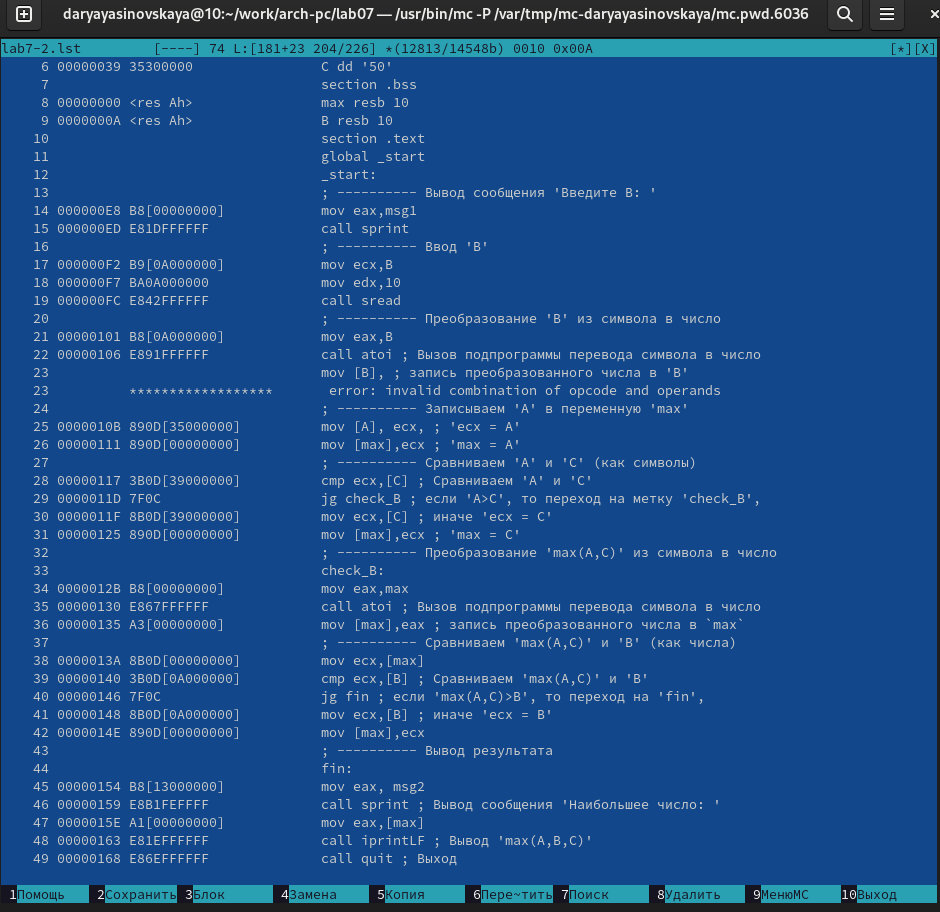 daryayasinovskaya@10:~/work/arch-pc/lab07 — /usr/bin/mc -P /var/tmp/mc-daryayasinovskaya/mc.pwd.6036
lab7-2.lst [----] 74 L:[181+23 204/226] *(12813/14548b) 0010 0x00A [*][X]
6 00000039 35300000 C dd '50'
7 section .bss
8 00000000 <res Ah> max resb 10
9 0000000A <res Ah> B resb 10
10 section .text
11 global _start
12 _start:
13 ; ---------- Вывод сообщения 'Введите B: '
14 000000E8 B8[00000000] mov eax,msg1
15 000000ED E81DFFFFFF call sprint
16 ; ---------- Ввод 'B'
17 000000F2 B9[0A000000] mov ecx,B
18 000000F7 BA0A000000 mov edx,10
19 000000FC E842FFFFFF call sread
20 ; ---------- Преобразование 'B' из символа в число
21 00000101 B8[0A000000] mov eax,B
22 00000106 E891FFFFFF call atoi ; Вызов подпрограммы перевода символа в число
23 mov [B], ; запись преобразованного числа в 'B'
23 ****************** error: invalid combination of opcode and operands
24 ; ---------- Записываем 'A' в переменную 'max'
25 0000010B 890D[35000000] mov [A], ecx, ; 'ecx = A'
26 00000111 890D[00000000] mov [max],ecx ; 'max = A'
27 ; ---------- Сравниваем 'A' и 'C' (как символы)
28 00000117 3B0D[39000000] cmp ecx,[C] ; Сравниваем 'A' и 'C'
29 0000011D 7F0C jg check_B ; если 'A>C', то переход на метку 'check_B',
30 0000011F 8B0D[39000000] mov ecx,[C] ; иначе 'ecx = C'
31 00000125 890D[00000000] mov [max],ecx ; 'max = C'
32 ; ---------- Преобразование 'max(A,C)' из символа в число
33 check_B:
34 0000012B B8[00000000] mov eax,max
35 00000130 E867FFFFFF call atoi ; Вызов подпрограммы перевода символа в число
36 00000135 A3[00000000] mov [max],eax ; запись преобразованного числа в `max`
37 ; ---------- Сравниваем 'max(A,C)' и 'B' (как числа)
38 0000013A 8B0D[00000000] mov ecx,[max]
39 00000140 3B0D[0A000000] cmp ecx,[B] ; Сравниваем 'max(A,C)' и 'B'
40 00000146 7F0C jg fin ; если 'max(A,C)>B', то переход на 'fin',
41 00000148 8B0D[0A000000] mov ecx,[B] ; иначе 'ecx = B'
42 0000014E 890D[00000000] mov [max],ecx
43 ; ---------- Вывод результата
44 fin:
45 00000154 B8[13000000] mov eax, msg2
46 00000159 E8B1FEFFFF call sprint ; Вывод сообщения 'Наибольшее число: '
47 0000015E A1[00000000] mov eax,[max]
48 00000163 E81EFFFFFF call iprintLF ; Вывод 'max(A,B,C)'
49 00000168 E86EFFFFFF call quit ; Выход
1Помощь 2Сохранить 3Блок 4Замена 5Копия 6Пере~тить 7Поиск 8Удалить 9МенюMC 10Выход